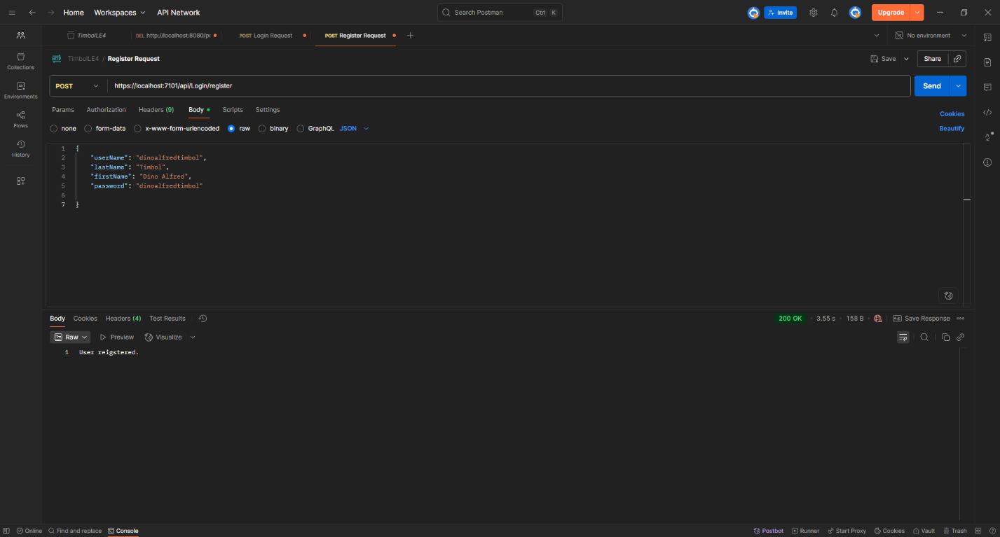 Home Workspaces API Network Search Postman Ctrl K Invite Upgrade
TimbolLE4 DEL http://localhost:8080/pr POST Login Request POST Register Request No environment
HTTP TimbolLE4 / Register Request Save Share
Collections
POST https://localhost:7101/api/Login/register Send
Environments
Params Authorization Headers (9) Body Scripts Settings Cookies
Flows
none form-data x-www-form-urlencoded raw binary GraphQL JSON Beautify
History
1 {
2 "userName": "dinoalfredtimbol",
3 "lastName": "Timbol",
4 "firstName": "Dino Alfred",
5 "password": "dinoalfredtimbol"
6
7 }
Body Cookies Headers (4) Test Results 200 OK 3.55 s 158 B Save Response
Raw Preview Visualize
1 User reigstered.
Online Find and replace Console Postbot Runner Start Proxy Cookies Vault Trash